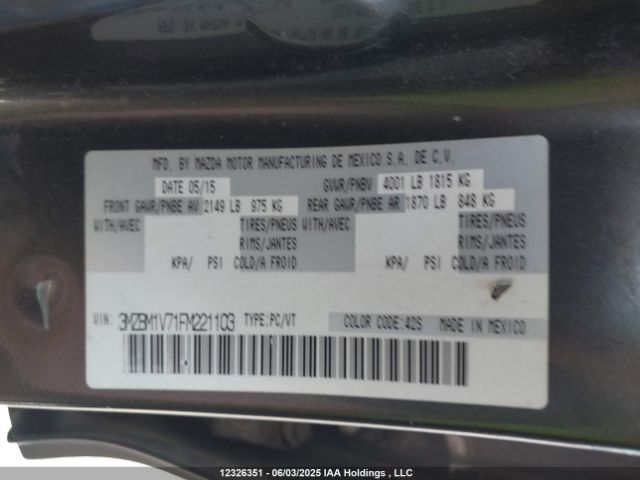 MFD. BY MAZDA MOTOR MANUFACTURING DE MEXICO S.A. DE C.V.
DATE 05/15 GVWR/PNBV 4001 LB 1815 KG
FRONT GAWR/PNBE AV 2149 LB 975 KG REAR GAWR/PNBE AR 1870 LB 848 KG
WITH/AVEC TIRES/PNEUS WITH/AVEC TIRES/PNEUS
RIMS/JANTES RIMS/JANTES
KPA/ PSI COLD/A FROID KPA/ PSI COLD/A FROID
VIN: 3MZBM1V71FM221103 TYPE:PC/VT COLOR CODE:42S MADE IN MEXICO
12326351 - 06/03/2025 IAA Holdings , LLC